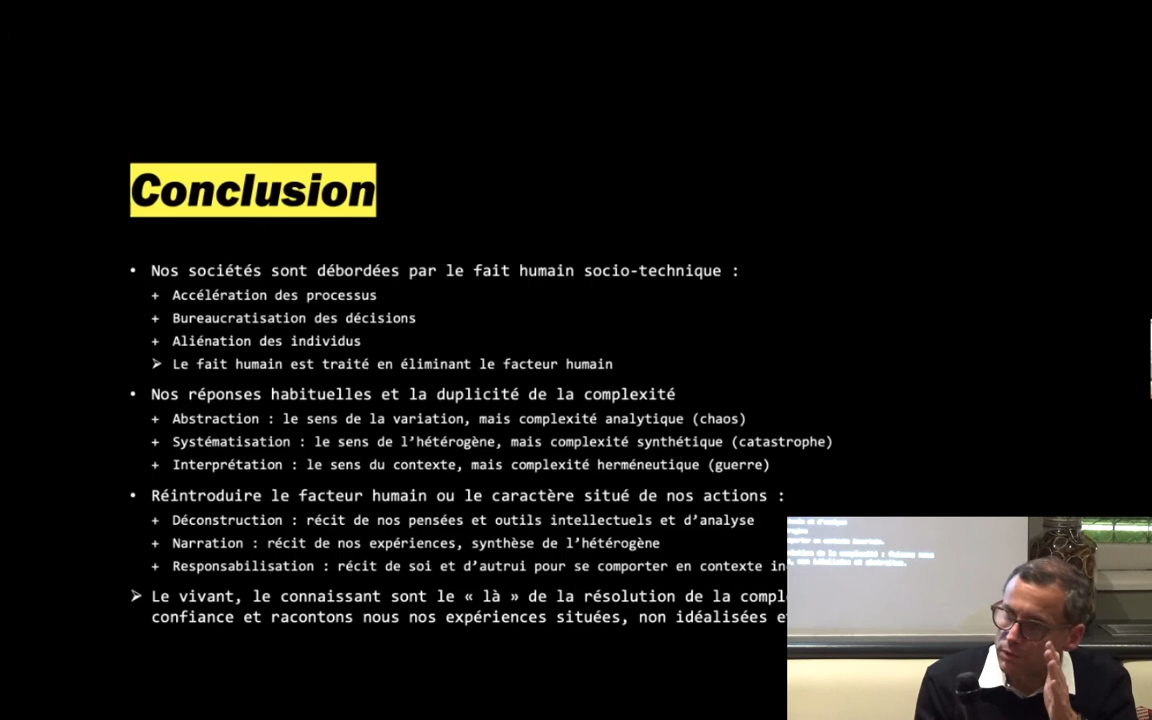 Conclusion
• Nos sociétés sont débordées par le fait humain socio-technique :
+ Accélération des processus
+ Bureaucratisation des décisions
+ Aliénation des individus
➢ Le fait humain est traité en éliminant le facteur humain
• Nos réponses habituelles et la duplicité de la complexité
+ Abstraction : le sens de la variation, mais complexité analytique (chaos)
+ Systématisation : le sens de l’hétérogène, mais complexité synthétique (catastrophe)
+ Interprétation : le sens du contexte, mais complexité herméneutique (guerre)
• Réintroduire le facteur humain ou le caractère situé de nos actions :
+ Déconstruction : récit de nos pensées et outils intellectuels et d’analyse
+ Narration : récit de nos expériences, synthèse de l’hétérogène
+ Responsabilisation : récit de soi et d’autrui pour se comporter en contexte in
➢ Le vivant, le connaissant sont le « là » de la résolution de la compl
confiance et racontons nous nos expériences situées, non idéalisées e